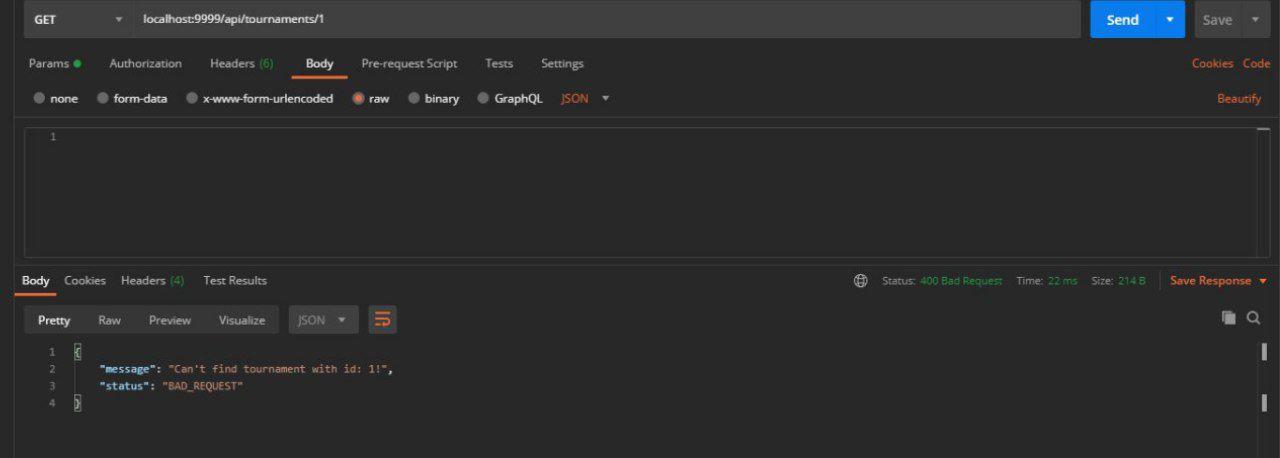 GET localhost:9999/api/tournaments/1 Send Save
Params Authorization Headers (6) Body Pre-request Script Tests Settings Cookies Code
none form-data x-www-form-urlencoded raw binary GraphQL JSON Beautify
1
Body Cookies Headers (4) Test Results Status: 400 Bad Request Time: 22 ms Size: 214 B Save Response
Pretty Raw Preview Visualize JSON
1 {
2 "message": "Can't find tournament with id: 1!",
3 "status": "BAD_REQUEST"
4 }